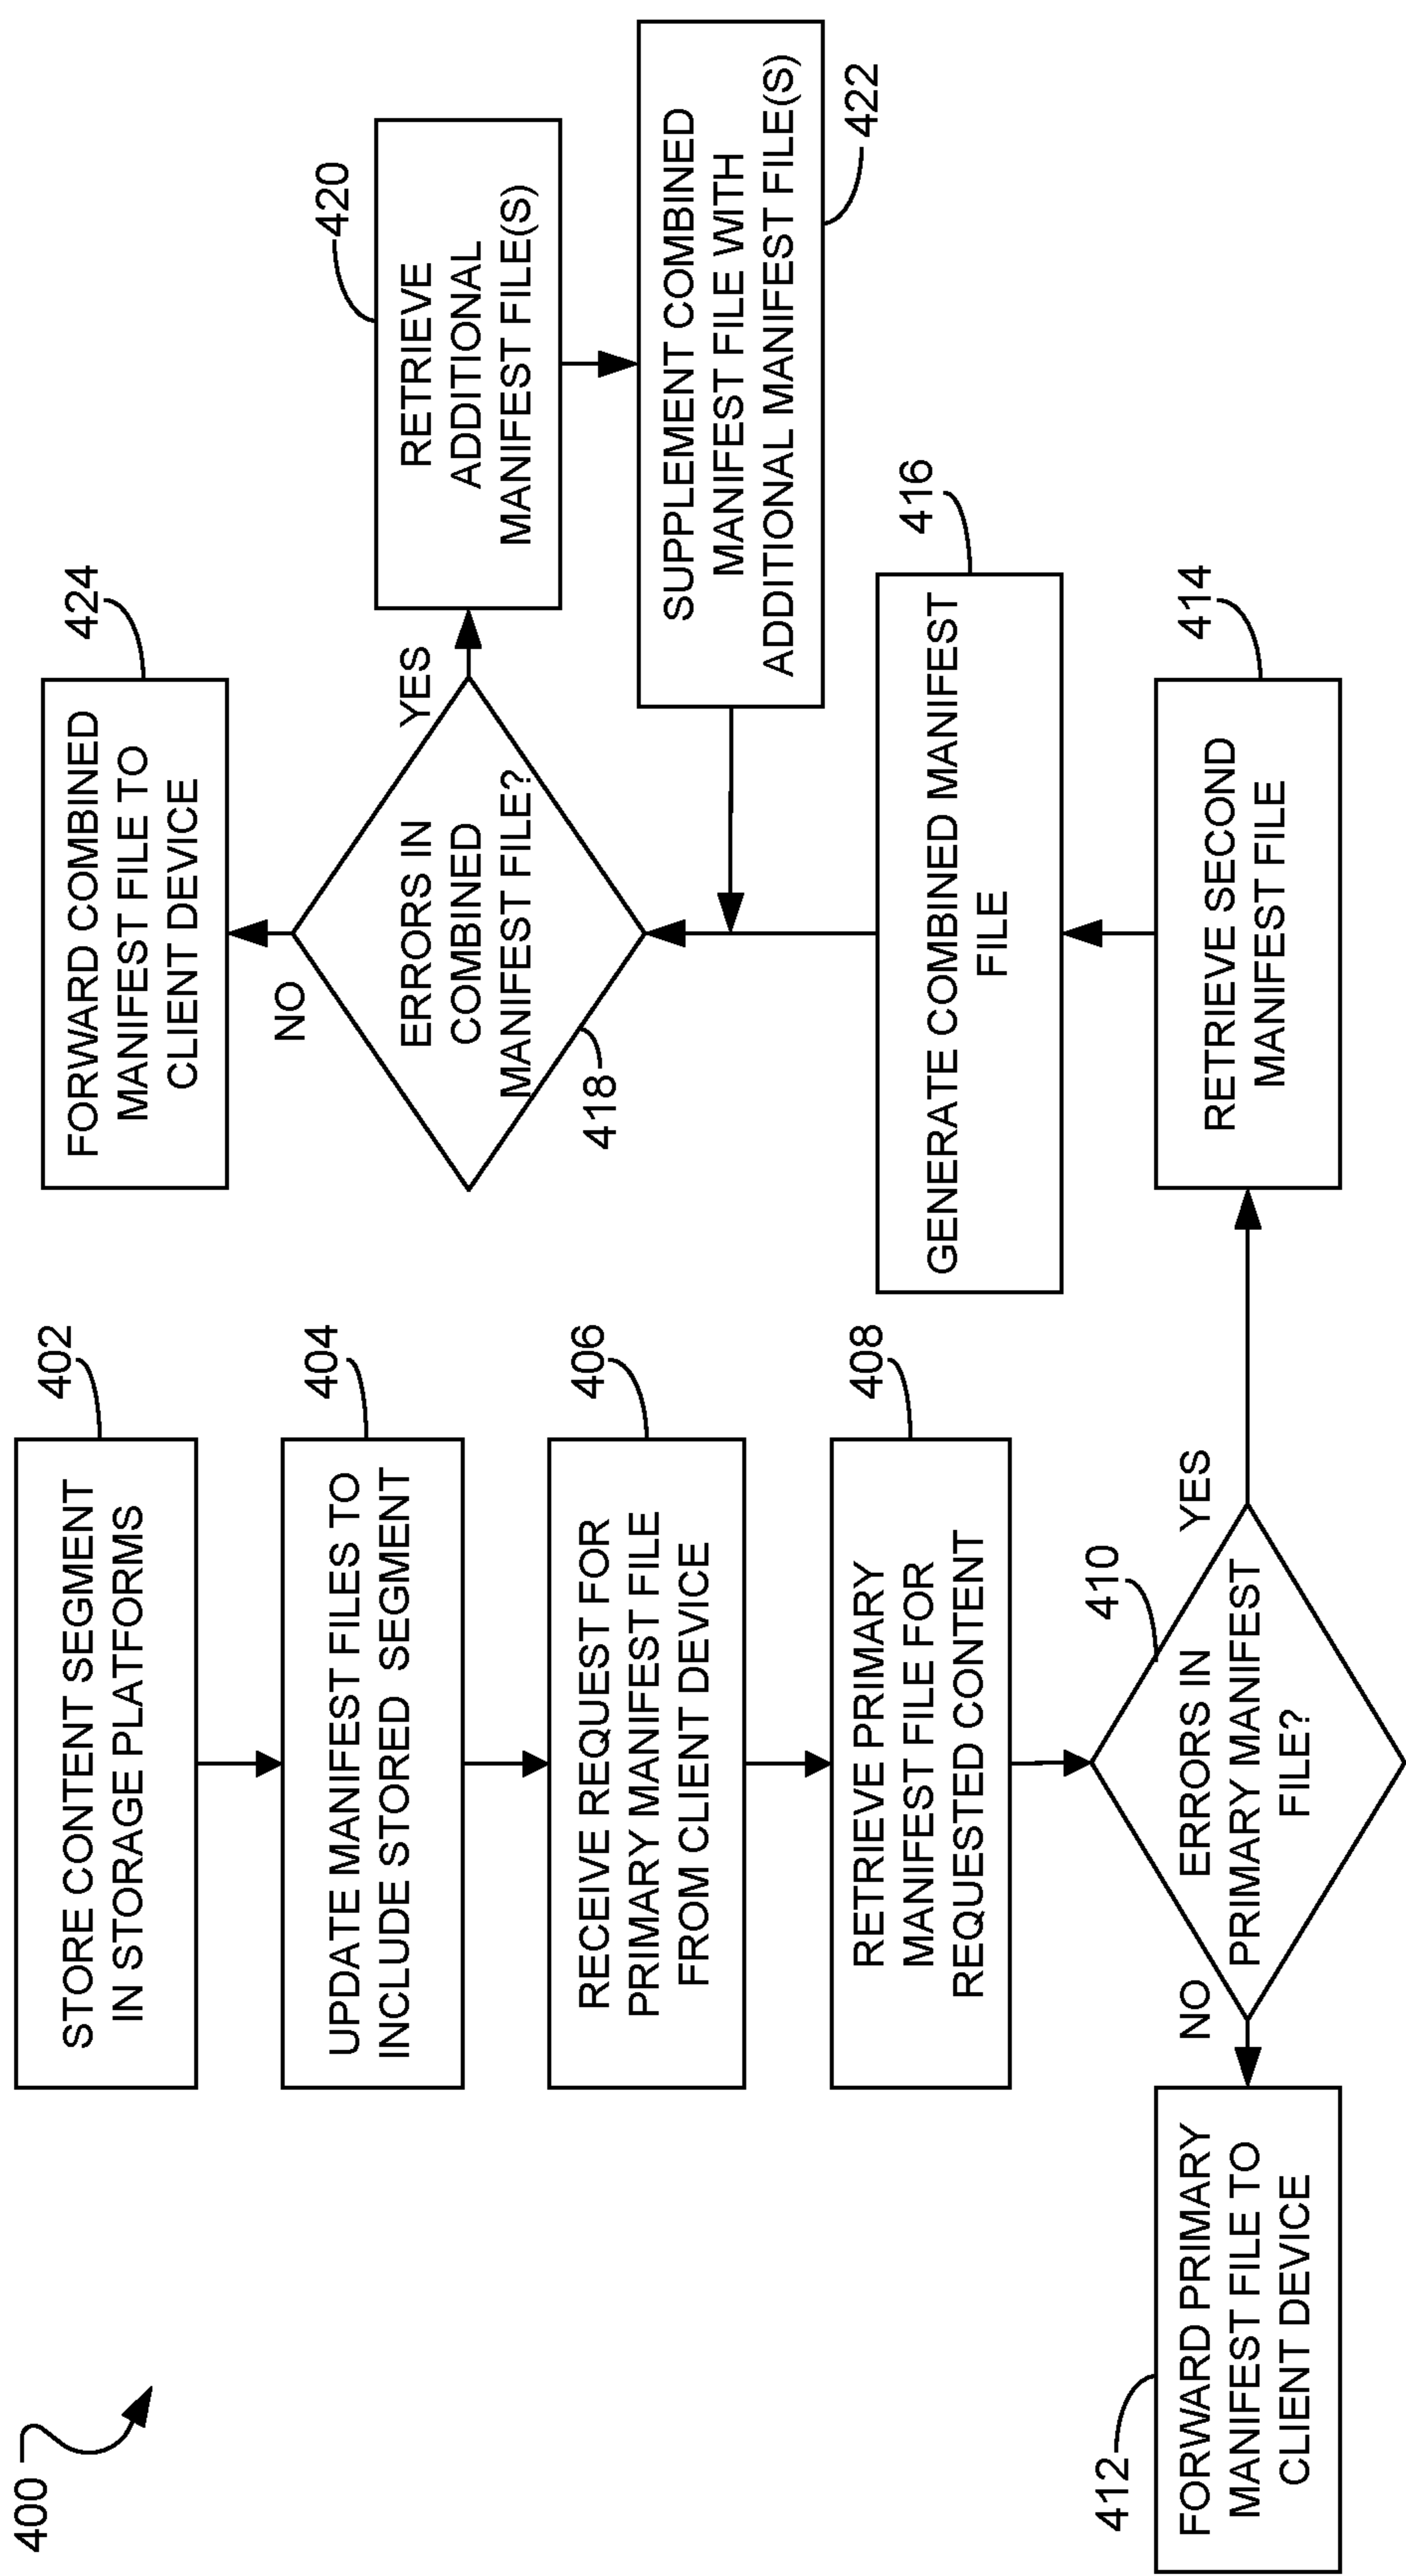 400
402
STORE CONTENT SEGMENT
IN STORAGE PLATFORMS
404
UPDATE MANIFEST FILES TO
INCLUDE STORED SEGMENT
406
RECEIVE REQUEST FOR
PRIMARY MANIFEST FILE
FROM CLIENT DEVICE
408
RETRIEVE PRIMARY
MANIFEST FILE FOR
REQUESTED CONTENT
410
ERRORS IN
PRIMARY MANIFEST
FILE?
NO
YES
412
FORWARD PRIMARY
MANIFEST FILE TO
CLIENT DEVICE
414
RETRIEVE SECOND
MANIFEST FILE
416
GENERATE COMBINED MANIFEST
FILE
418
ERRORS IN
COMBINED
MANIFEST FILE?
NO
YES
420
RETRIEVE
ADDITIONAL
MANIFEST FILE(S)
422
SUPPLEMENT COMBINED
MANIFEST FILE WITH
ADDITIONAL MANIFEST FILE(S)
424
FORWARD COMBINED
MANIFEST FILE TO
CLIENT DEVICE